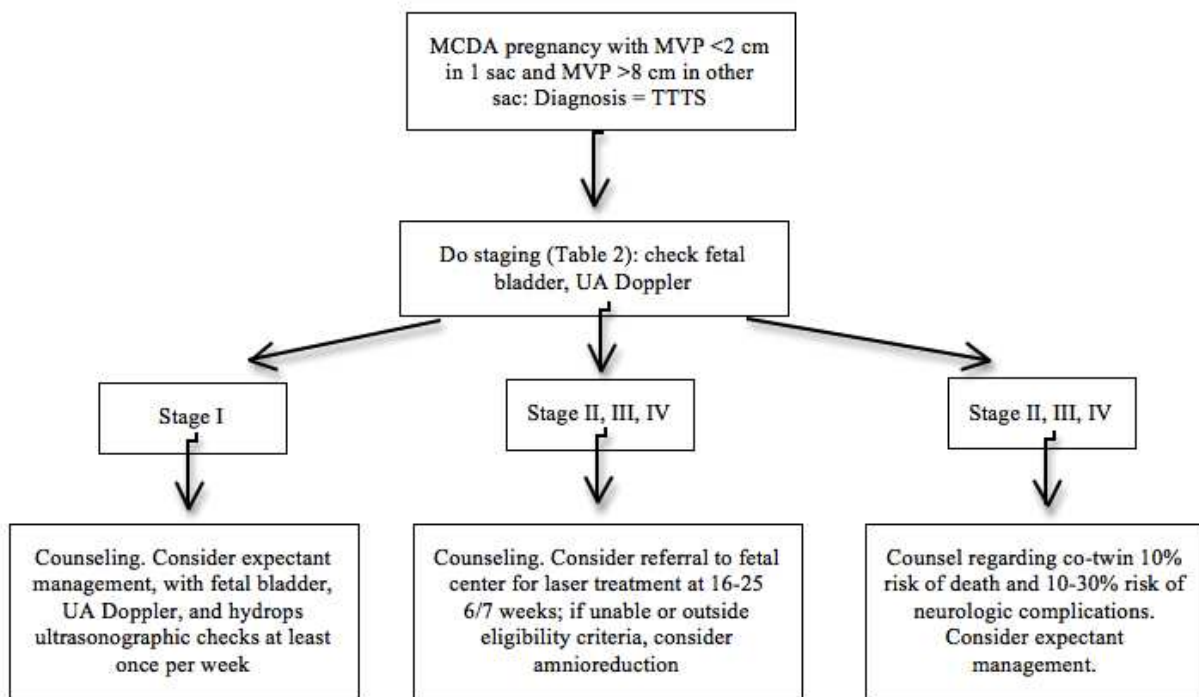 MCDA pregnancy with MVP <2 cm
in 1 sac and MVP >8 cm in other
sac: Diagnosis = TTTS
Do staging (Table 2): check fetal
bladder, UA Doppler
Stage I
Stage II, III, IV
Stage II, III, IV
Counseling. Consider expectant
management, with fetal bladder,
UA Doppler, and hydrops
ultrasonographic checks at least
once per week
Counseling. Consider referral to fetal
center for laser treatment at 16-25
6/7 weeks; if unable or outside
eligibility criteria, consider
amnioreduction
Counsel regarding co-twin 10%
risk of death and 10-30% risk of
neurologic complications.
Consider expectant
management.